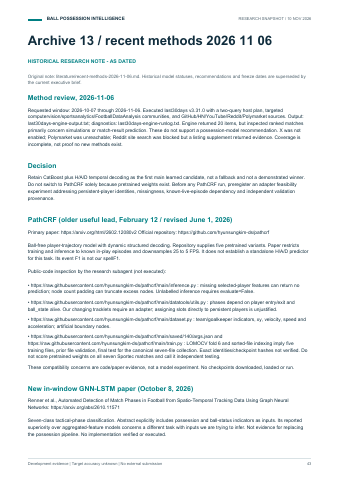 BALL POSSESSION INTELLIGENCE
RESEARCH SNAPSHOT / 10 NOV 2026
Archive 13 / recent methods 2026 11 06
HISTORICAL RESEARCH NOTE - AS DATED
Original note: literature/recent-methods-2026-11-06.md. Historical model statuses, recommendations and freeze dates are superseded by
the current executive brief.
Method review, 2026-11-06
Requested window: 2026-10-07 through 2026-11-06. Executed last30days v3.31.0 with a two-query host plan, targeted
computervision/sportsanalytics/FootballDataAnalysis communities, and GitHub/HN/YouTube/Reddit/Polymarket sources. Output:
last30days-engine-output.txt; diagnostics: last30days-engine-runlog.txt. Engine returned 20 items, but inspected ranked matches
primarily concern simulations or match-result prediction. These do not support a possession-model recommendation. X was not
enabled; Polymarket was unreachable; Reddit search was blocked but a listing supplement returned evidence. Coverage is
incomplete, not proof no new methods exist.
Decision
Retain CatBoost plus H/A/D temporal decoding as the first main learned candidate, not a fallback and not a demonstrated winner.
Do not switch to PathCRF solely because pretrained weights exist. Before any PathCRF run, preregister an adapter feasibility
experiment addressing persistent-player identities, missingness, known-five-episode dependency and independent validation
provenance.
PathCRF (older useful lead, February 12 / revised June 1, 2026)
Primary paper: https://arxiv.org/html/2602.12080v2 Official repository: https://github.com/hyunsungkim-ds/pathcrf
Ball-free player-trajectory model with dynamic structured decoding. Repository supplies five pretrained variants. Paper restricts
training and inference to known in-play episodes and downsamples 25 to 5 FPS. It does not establish a standalone H/A/D predictor
for this task. Its event F1 is not our spellF1.
Public-code inspection by the research subagent (not executed):
• https://raw.githubusercontent.com/hyunsungkim-ds/pathcrf/main/inference.py : missing selected-player features can return no
prediction; node count padding can truncate excess nodes. Unlabelled inference requires evaluate=False.
• https://raw.githubusercontent.com/hyunsungkim-ds/pathcrf/main/datatools/utils.py : phases depend on player entry/exit and
ball_state alive. Our changing trackers require an adapter; assigning slots directly to persistent players is unjustified.
• https://raw.githubusercontent.com/hyunsungkim-ds/pathcrf/main/dataset.py : team/goalkeeper indicators, xy, velocity, speed and
acceleration; artificial boundary nodes.
• https://raw.githubusercontent.com/hyunsungkim-ds/pathcrf/main/saved/140/args.json and
https://raw.githubusercontent.com/hyunsungkim-ds/pathcrf/main/train.py : LOMOCV fold 6 and sorted-file indexing imply five
training files, prior file validation, final test for the canonical seven-file collection. Exact identities/checkpoint hashes not verified. Do
not score pretrained weights on all seven Sportec matches and call it independent testing.
These compatibility concerns are code/paper evidence, not a model metric. No checkpoints downloaded, loaded or run.
New in-window GNN-LSTM paper (October 8, 2026)
Renner et al., Automated Detection of Match Phases in Football from Spatio-Temporal Tracking Data Using Graph Neural
Networks: https://arxiv.org/abs/2610.11571
Seven-class tactical-phase classification. Abstract explicitly includes possession and ball-status indicators as inputs. Its reported
superiority over aggregated-feature models concerns a different task with inputs we are trying to infer. Not evidence for replacing
the possession pipeline. No implementation verified or executed.
Development evidence | Target accuracy unknown | No external submission
43